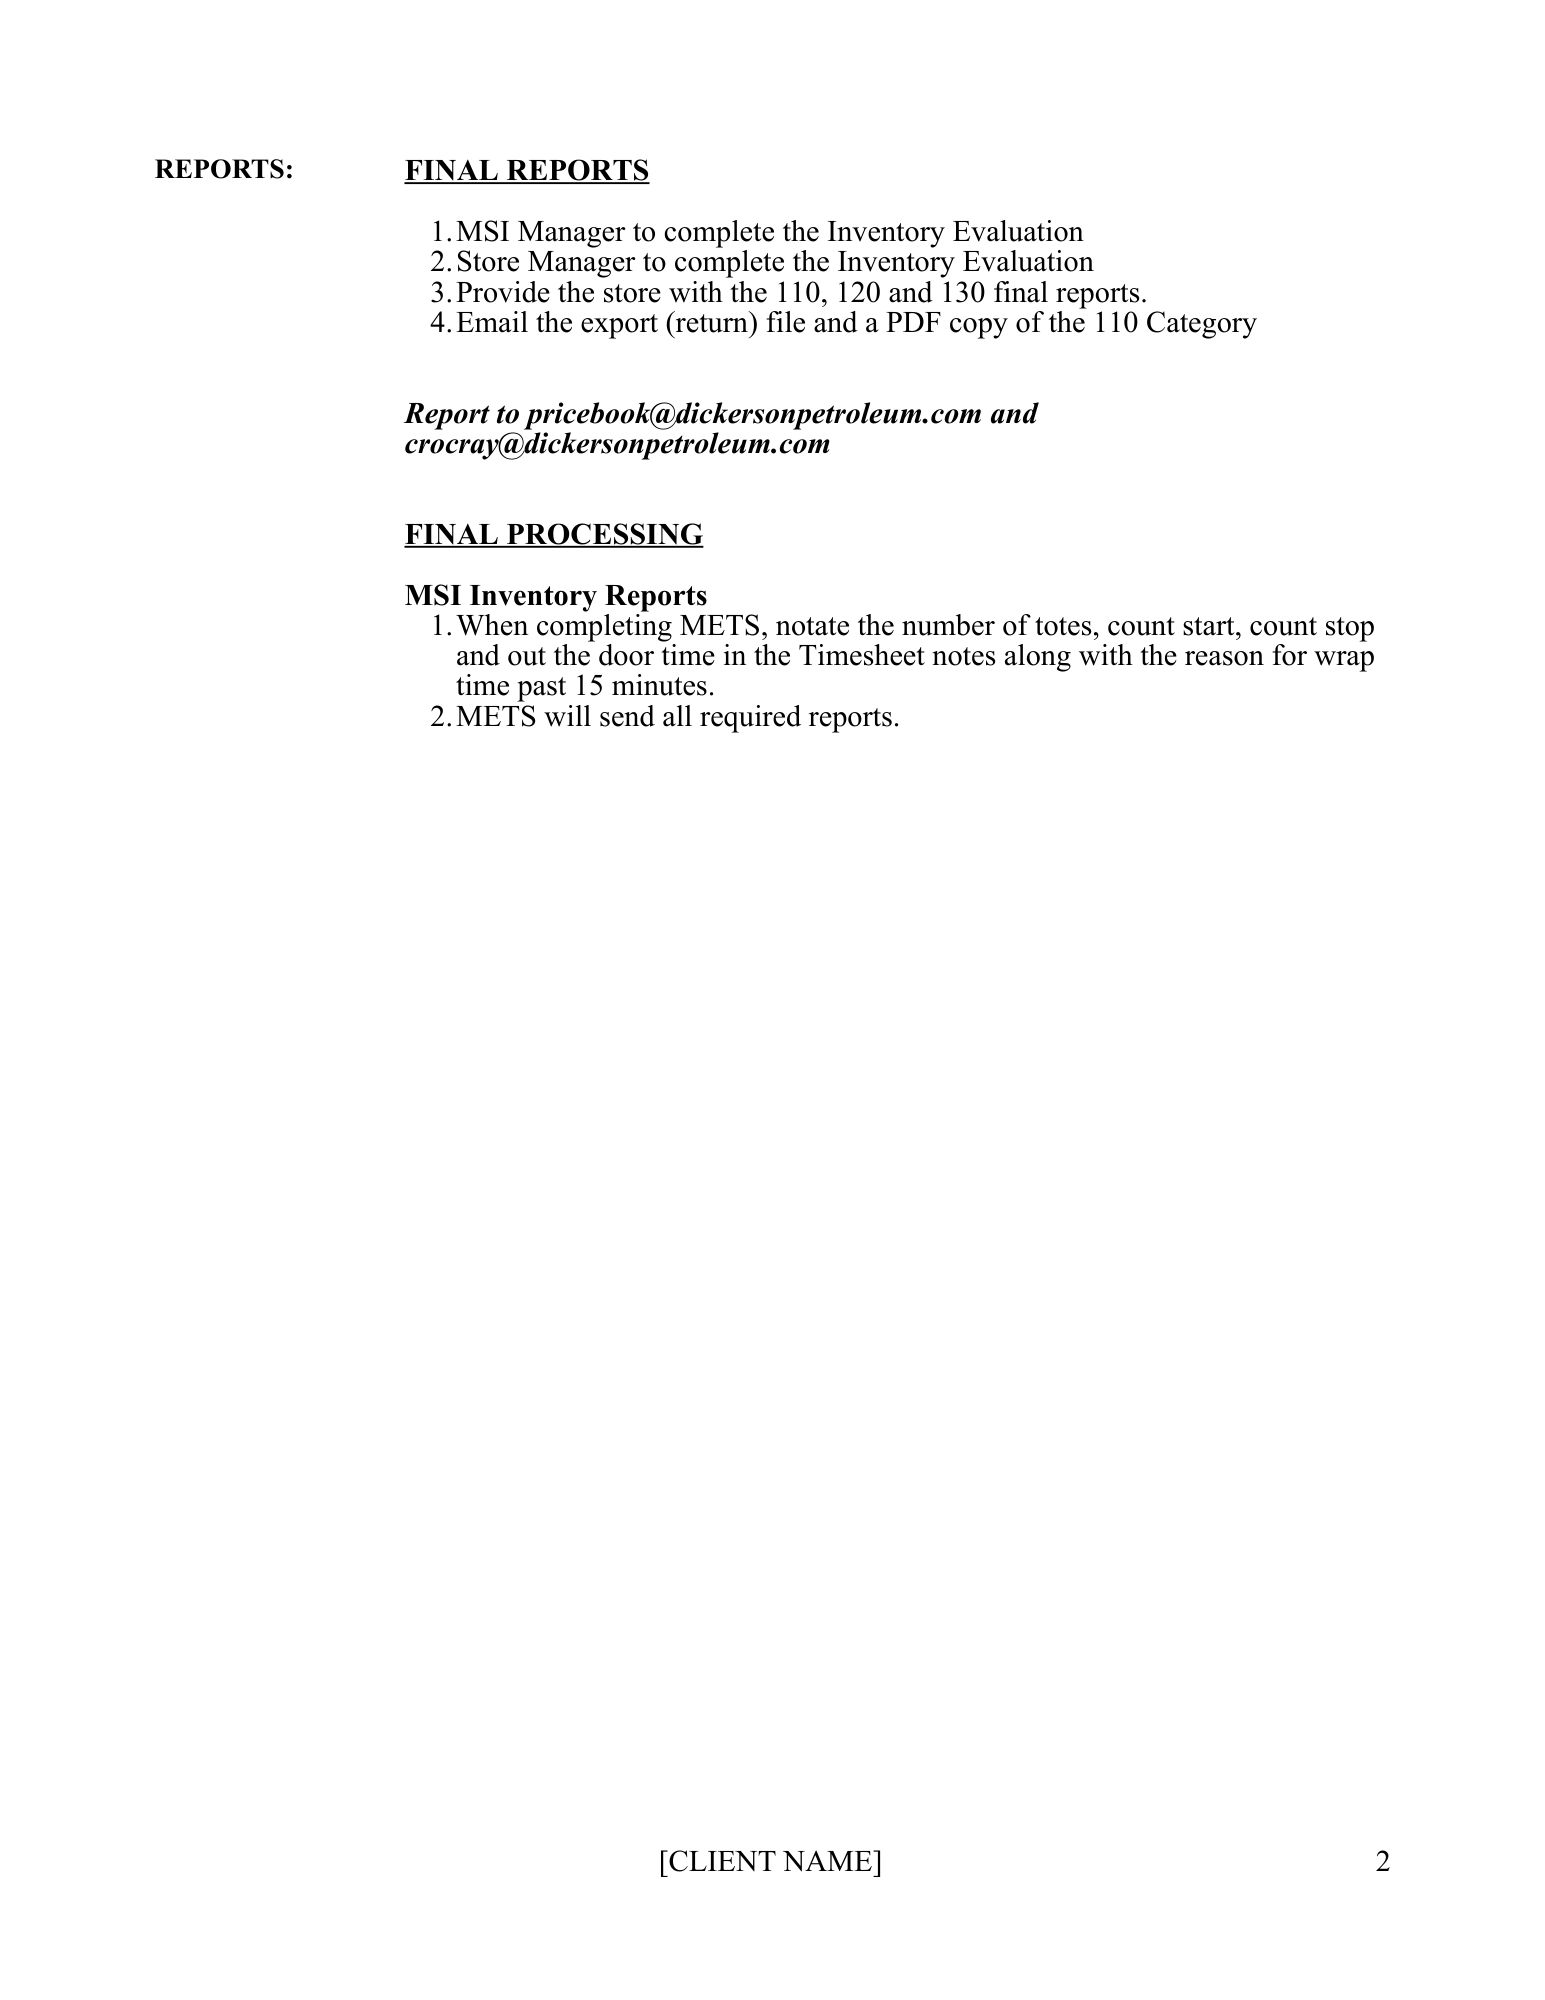 REPORTS:
FINAL REPORTS
1. MSI Manager to complete the Inventory Evaluation
2. Store Manager to complete the Inventory Evaluation
3. Provide the store with the 110, 120 and 130 final reports.
4. Email the export (return) file and a PDF copy of the 110 Category
Report to pricebook@dickersonpetroleum.com and
crocray@dickersonpetroleum.com
FINAL PROCESSING
MSI Inventory Reports
1. When completing METS, notate the number of totes, count start, count stop
and out the door time in the Timesheet notes along with the reason for wrap
time past 15 minutes.
2. METS will send all required reports.
[CLIENT NAME]
2